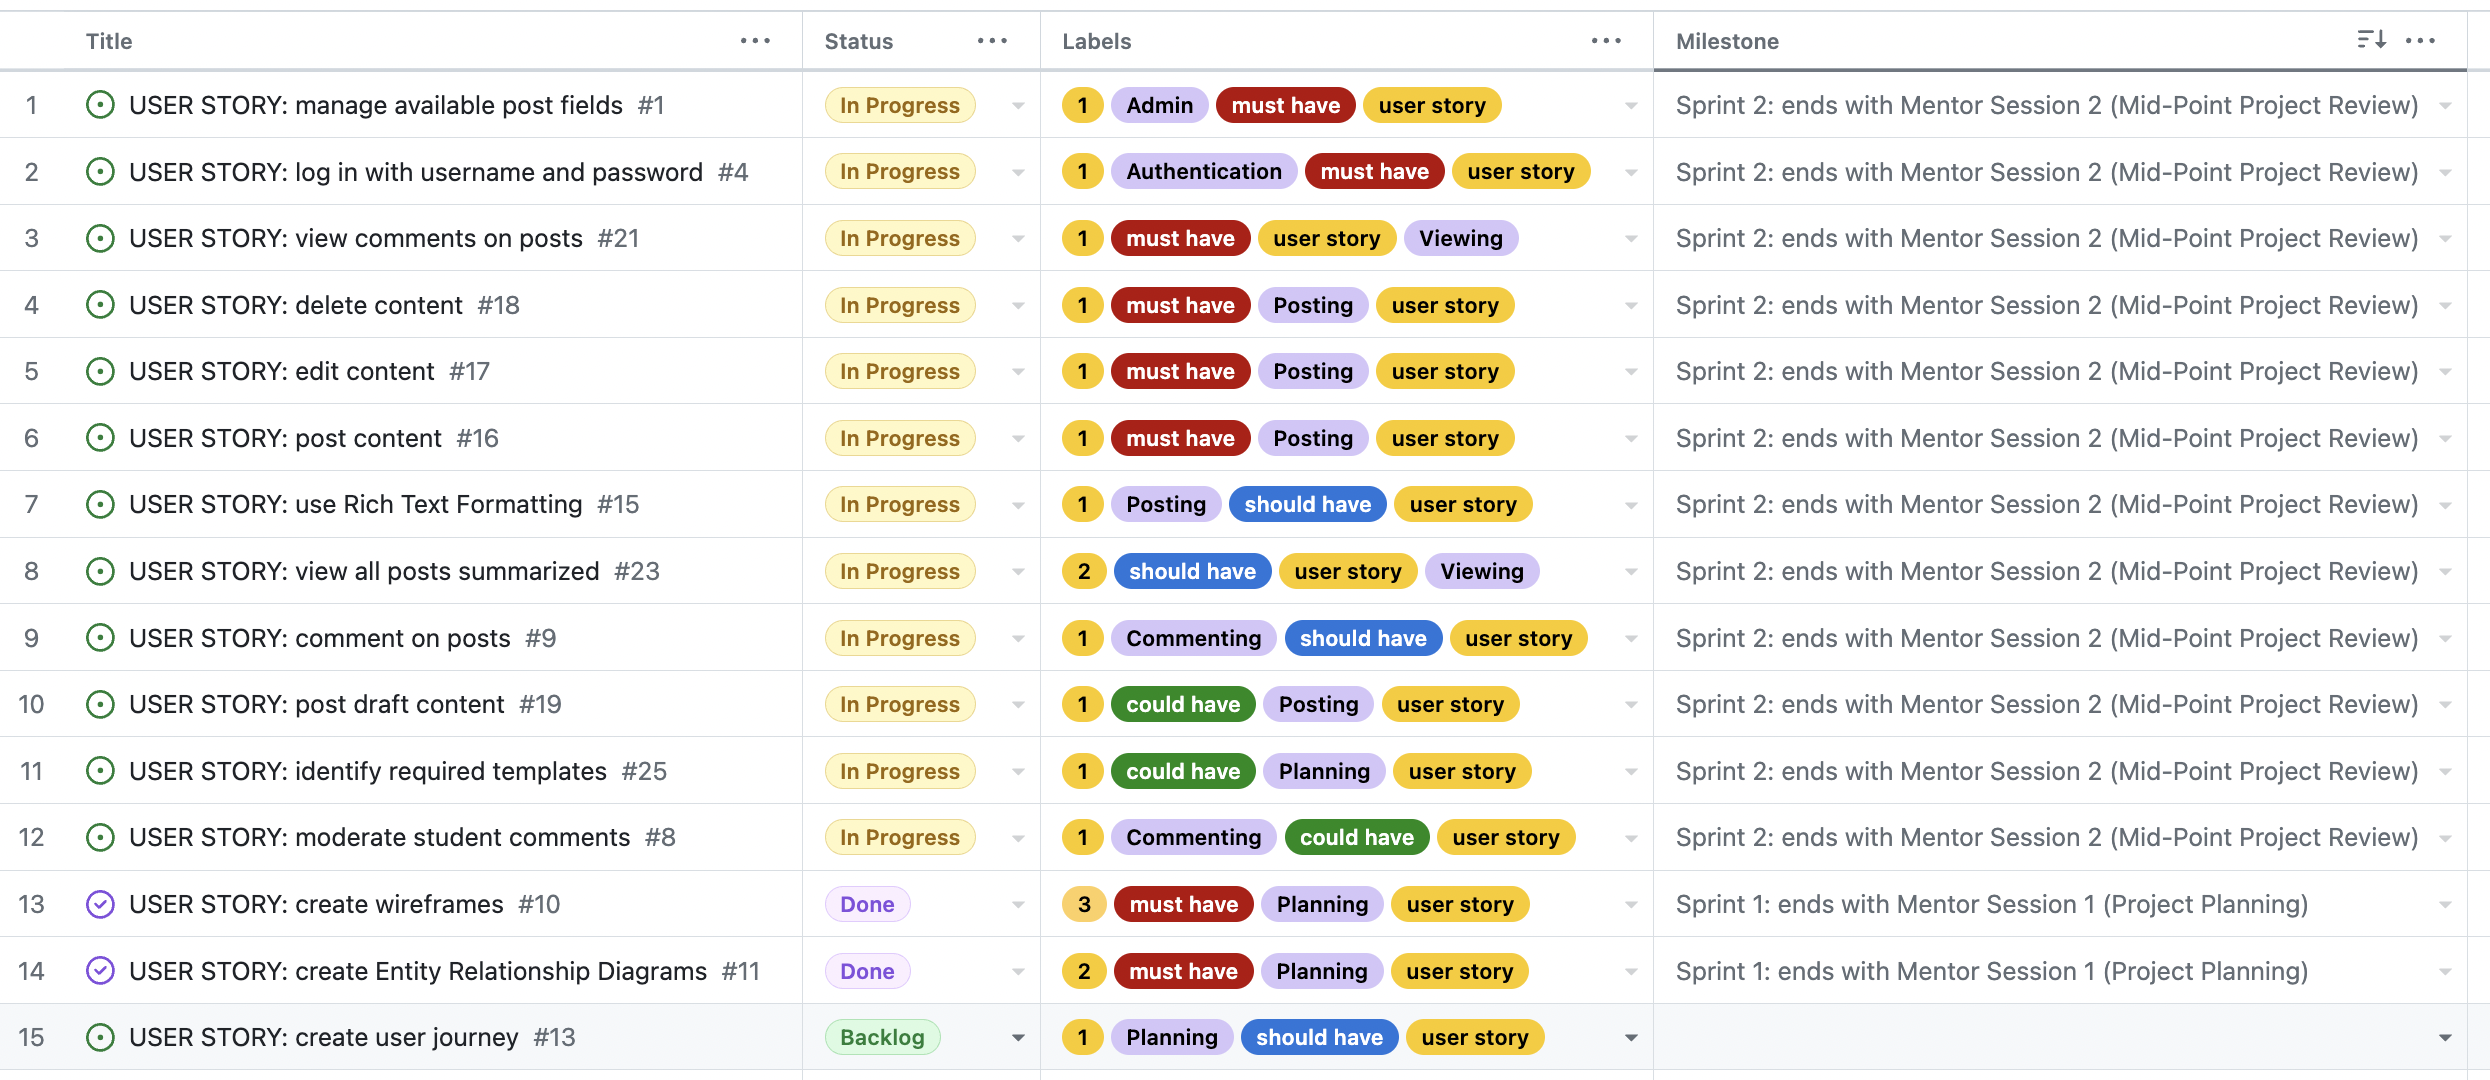 Title Status Labels Milestone
1 USER STORY: manage available post fields #1 In Progress 1 Admin must have user story Sprint 2: ends with Mentor Session 2 (Mid-Point Project Review)
2 USER STORY: log in with username and password #4 In Progress 1 Authentication must have user story Sprint 2: ends with Mentor Session 2 (Mid-Point Project Review)
3 USER STORY: view comments on posts #21 In Progress 1 must have user story Viewing Sprint 2: ends with Mentor Session 2 (Mid-Point Project Review)
4 USER STORY: delete content #18 In Progress 1 must have Posting user story Sprint 2: ends with Mentor Session 2 (Mid-Point Project Review)
5 USER STORY: edit content #17 In Progress 1 must have Posting user story Sprint 2: ends with Mentor Session 2 (Mid-Point Project Review)
6 USER STORY: post content #16 In Progress 1 must have Posting user story Sprint 2: ends with Mentor Session 2 (Mid-Point Project Review)
7 USER STORY: use Rich Text Formatting #15 In Progress 1 Posting should have user story Sprint 2: ends with Mentor Session 2 (Mid-Point Project Review)
8 USER STORY: view all posts summarized #23 In Progress 2 should have user story Viewing Sprint 2: ends with Mentor Session 2 (Mid-Point Project Review)
9 USER STORY: comment on posts #9 In Progress 1 Commenting should have user story Sprint 2: ends with Mentor Session 2 (Mid-Point Project Review)
10 USER STORY: post draft content #19 In Progress 1 could have Posting user story Sprint 2: ends with Mentor Session 2 (Mid-Point Project Review)
11 USER STORY: identify required templates #25 In Progress 1 could have Planning user story Sprint 2: ends with Mentor Session 2 (Mid-Point Project Review)
12 USER STORY: moderate student comments #8 In Progress 1 Commenting could have user story Sprint 2: ends with Mentor Session 2 (Mid-Point Project Review)
13 USER STORY: create wireframes #10 Done 3 must have Planning user story Sprint 1: ends with Mentor Session 1 (Project Planning)
14 USER STORY: create Entity Relationship Diagrams #11 Done 2 must have Planning user story Sprint 1: ends with Mentor Session 1 (Project Planning)
15 USER STORY: create user journey #13 Backlog 1 Planning should have user story